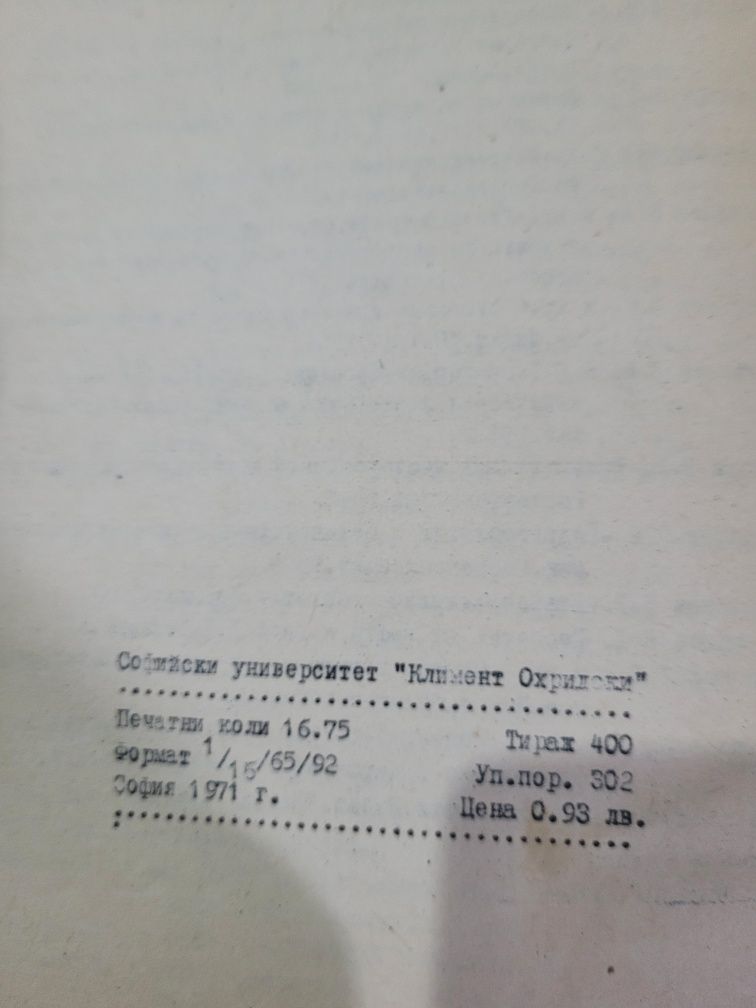 Софийски университет "Климент Охридски"
Печатни коли 16.75 Тираж 400
Формат 1/16/65/92 Уп.пор. 302
София 1971 г. Цена 0.93 лв.